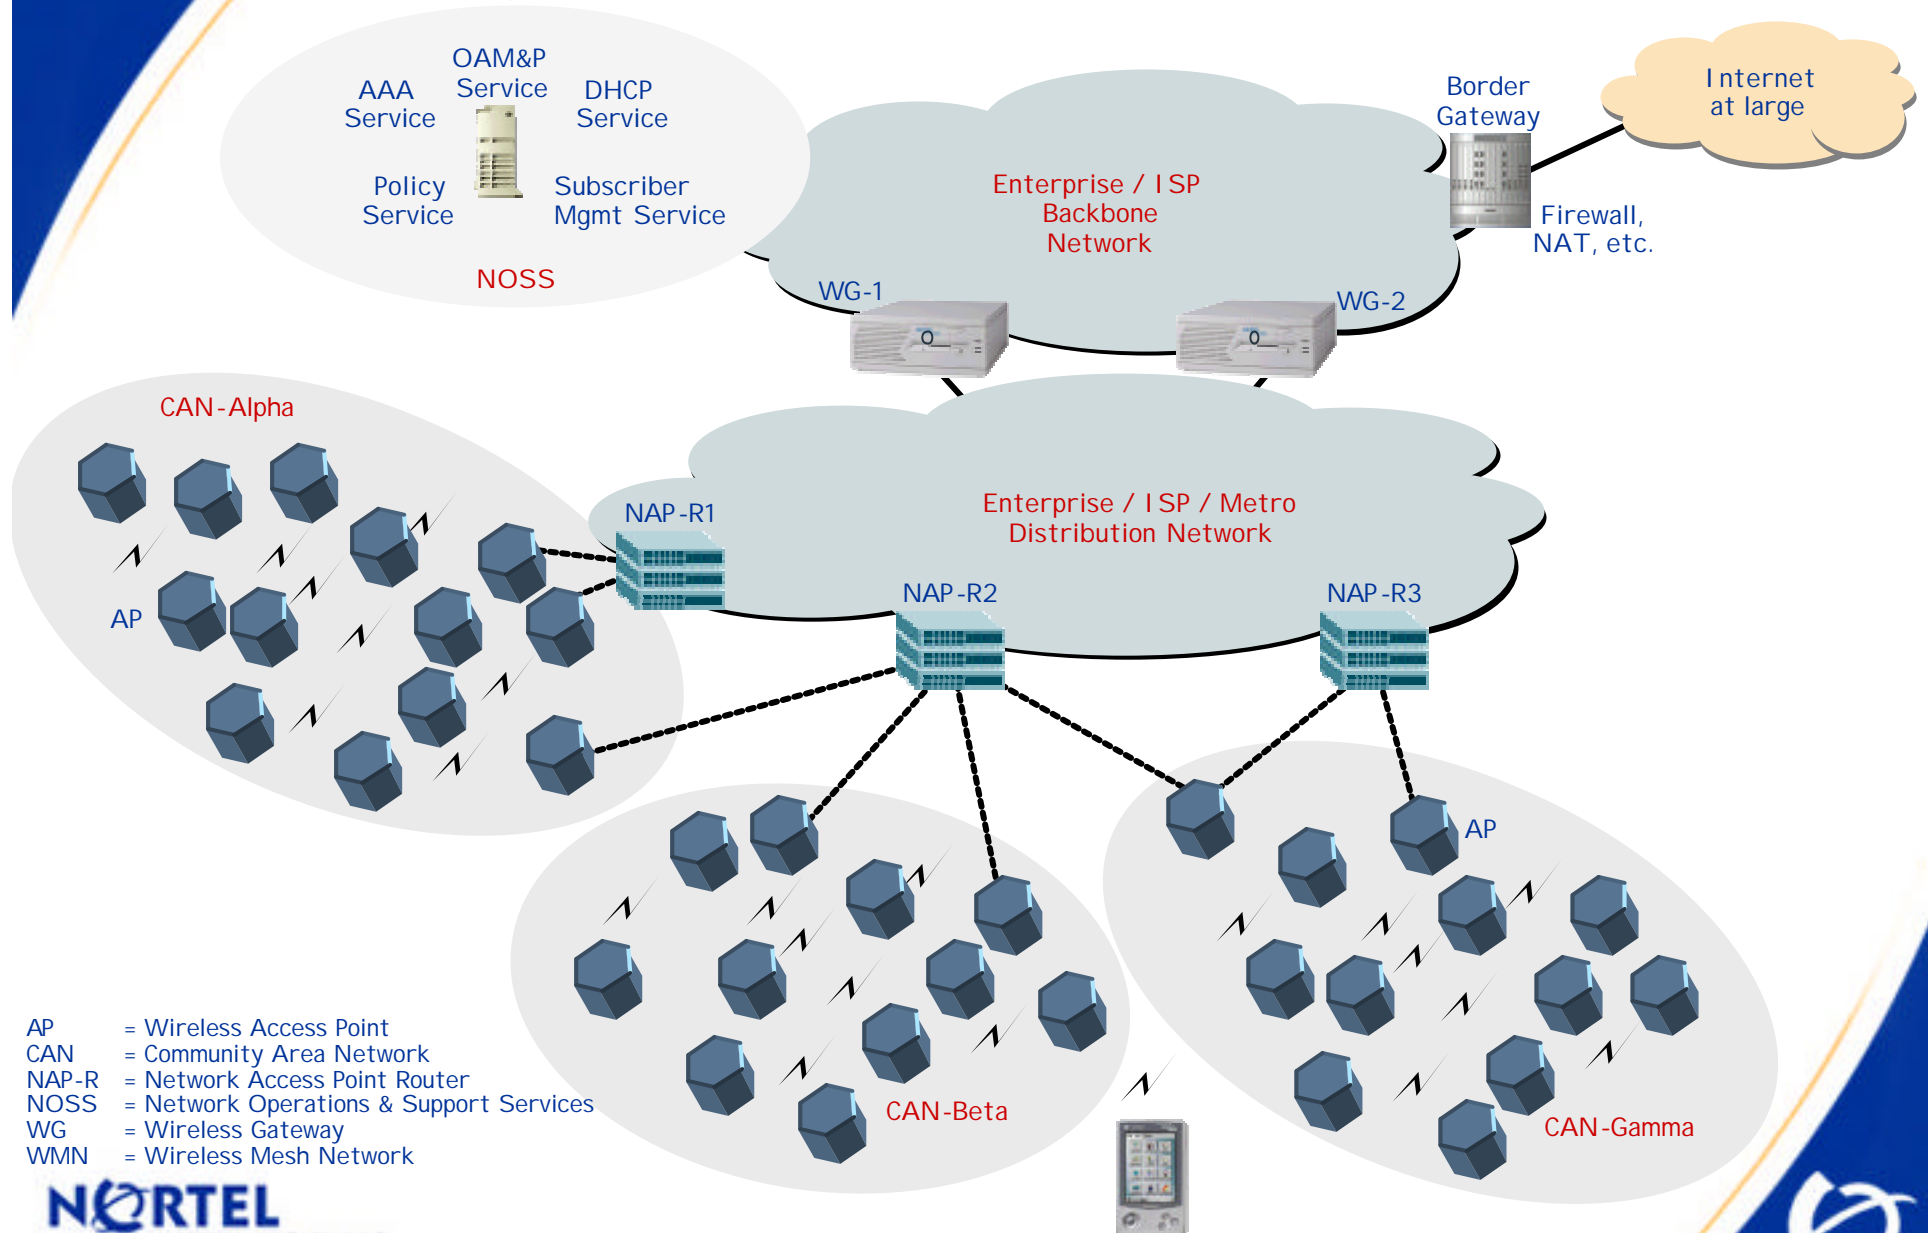 OAM&P
Service
AAA
Service
DHCP
Service
Policy
Service
Subscriber
Mgmt Service
NOSS
Enterprise / ISP
Backbone
Network
Border
Gateway
Internet
at large
Firewall,
NAT, etc.
WG-1
WG-2
CAN-Alpha
AP
NAP-R1
Enterprise / ISP / Metro
Distribution Network
NAP-R2
NAP-R3
AP
CAN-Beta
CAN-Gamma
AP = Wireless Access Point
CAN = Community Area Network
NAP-R = Network Access Point Router
NOSS = Network Operations & Support Services
WG = Wireless Gateway
WMN = Wireless Mesh Network
NORTEL